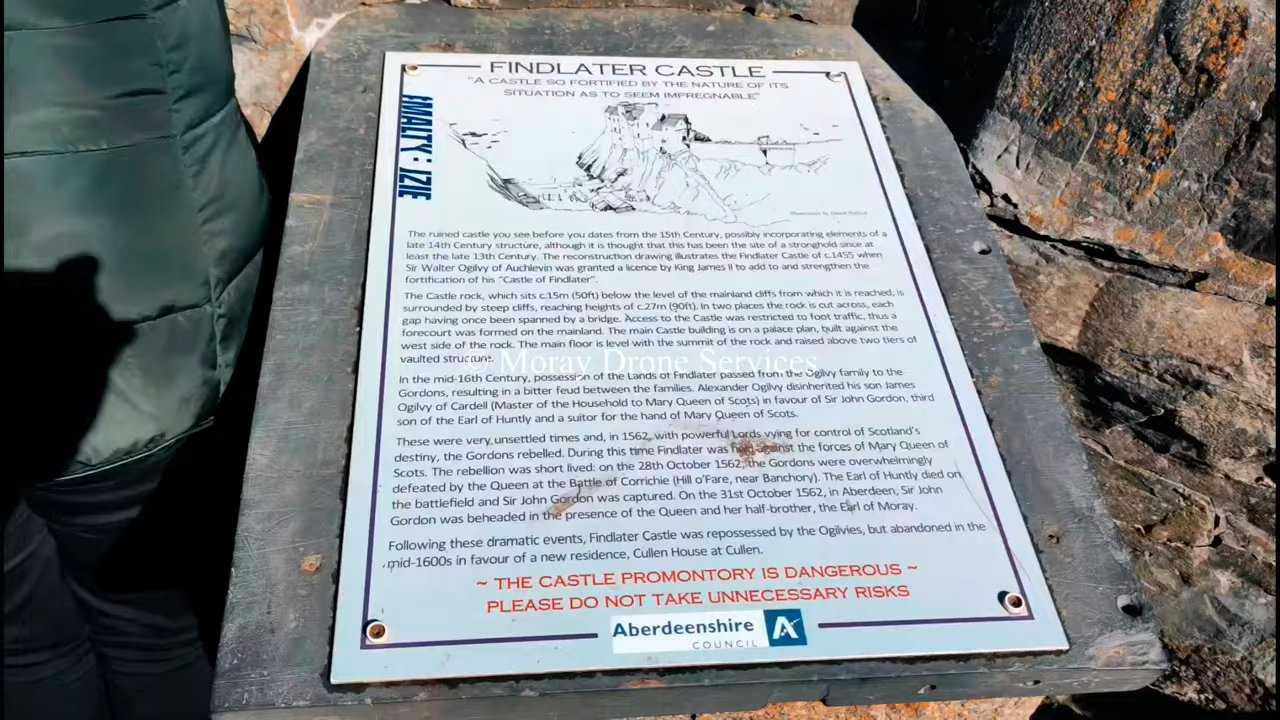 FINDLATER CASTLE
"A CASTLE SO FORTIFIED BY THE NATURE OF ITS
SITUATION AS TO SEEM IMPREGNABLE"
The ruined castle you see before you dates from the 15th Century, possibly incorporating elements of a
late 14th Century structure, although it is thought that this has been the site of a stronghold since at
least the late 13th Century. The reconstruction drawing illustrates the Findlater Castle of c.1455 when
Sir Walter Ogilvy of Auchlevin was granted a licence by King James II to add to and strengthen the
fortification of his "Castle of Findlater".
The Castle rock, which sits c.15m (50ft) below the level of the mainland cliffs from which it is reached, is
surrounded by steep cliffs, reaching heights of c.27m (90ft). In two places the rock is cut across, each
gap having once been spanned by a bridge. Access to the Castle was restricted to foot traffic, thus a
forecourt was formed on the mainland. The main Castle building is on a palace plan, built against the
west side of the rock. The main floor is level with the summit of the rock and raised above two tiers of
vaulted structure.
© Moray Drone Services
In the mid-16th Century, possession of the Lands of Findlater passed from the Ogilvy family to the
Gordons, resulting in a bitter feud between the families. Alexander Ogilvy disinherited his son James
Ogilvy of Cardell (Master of the Household to Mary Queen of Scots) in favour of Sir John Gordon, third
son of the Earl of Huntly and a suitor for the hand of Mary Queen of Scots.
These were very unsettled times and, in 1562, with powerful Lords vying for control of Scotland's
destiny, the Gordons rebelled. During this time Findlater was held against the forces of Mary Queen of
Scots. The rebellion was short lived: on the 28th October 1562, the Gordons were overwhelmingly
defeated by the Queen at the Battle of Corrichie (Hill o'Fare, near Banchory). The Earl of Huntly died on
the battlefield and Sir John Gordon was captured. On the 31st October 1562, in Aberdeen, Sir John
Gordon was beheaded in the presence of the Queen and her half-brother, the Earl of Moray.
Following these dramatic events, Findlater Castle was repossessed by the Ogilvies, but abandoned in the
mid-1600s in favour of a new residence, Cullen House at Cullen.
~ THE CASTLE PROMONTORY IS DANGEROUS ~
PLEASE DO NOT TAKE UNNECESSARY RISKS
Aberdeenshire
COUNCIL